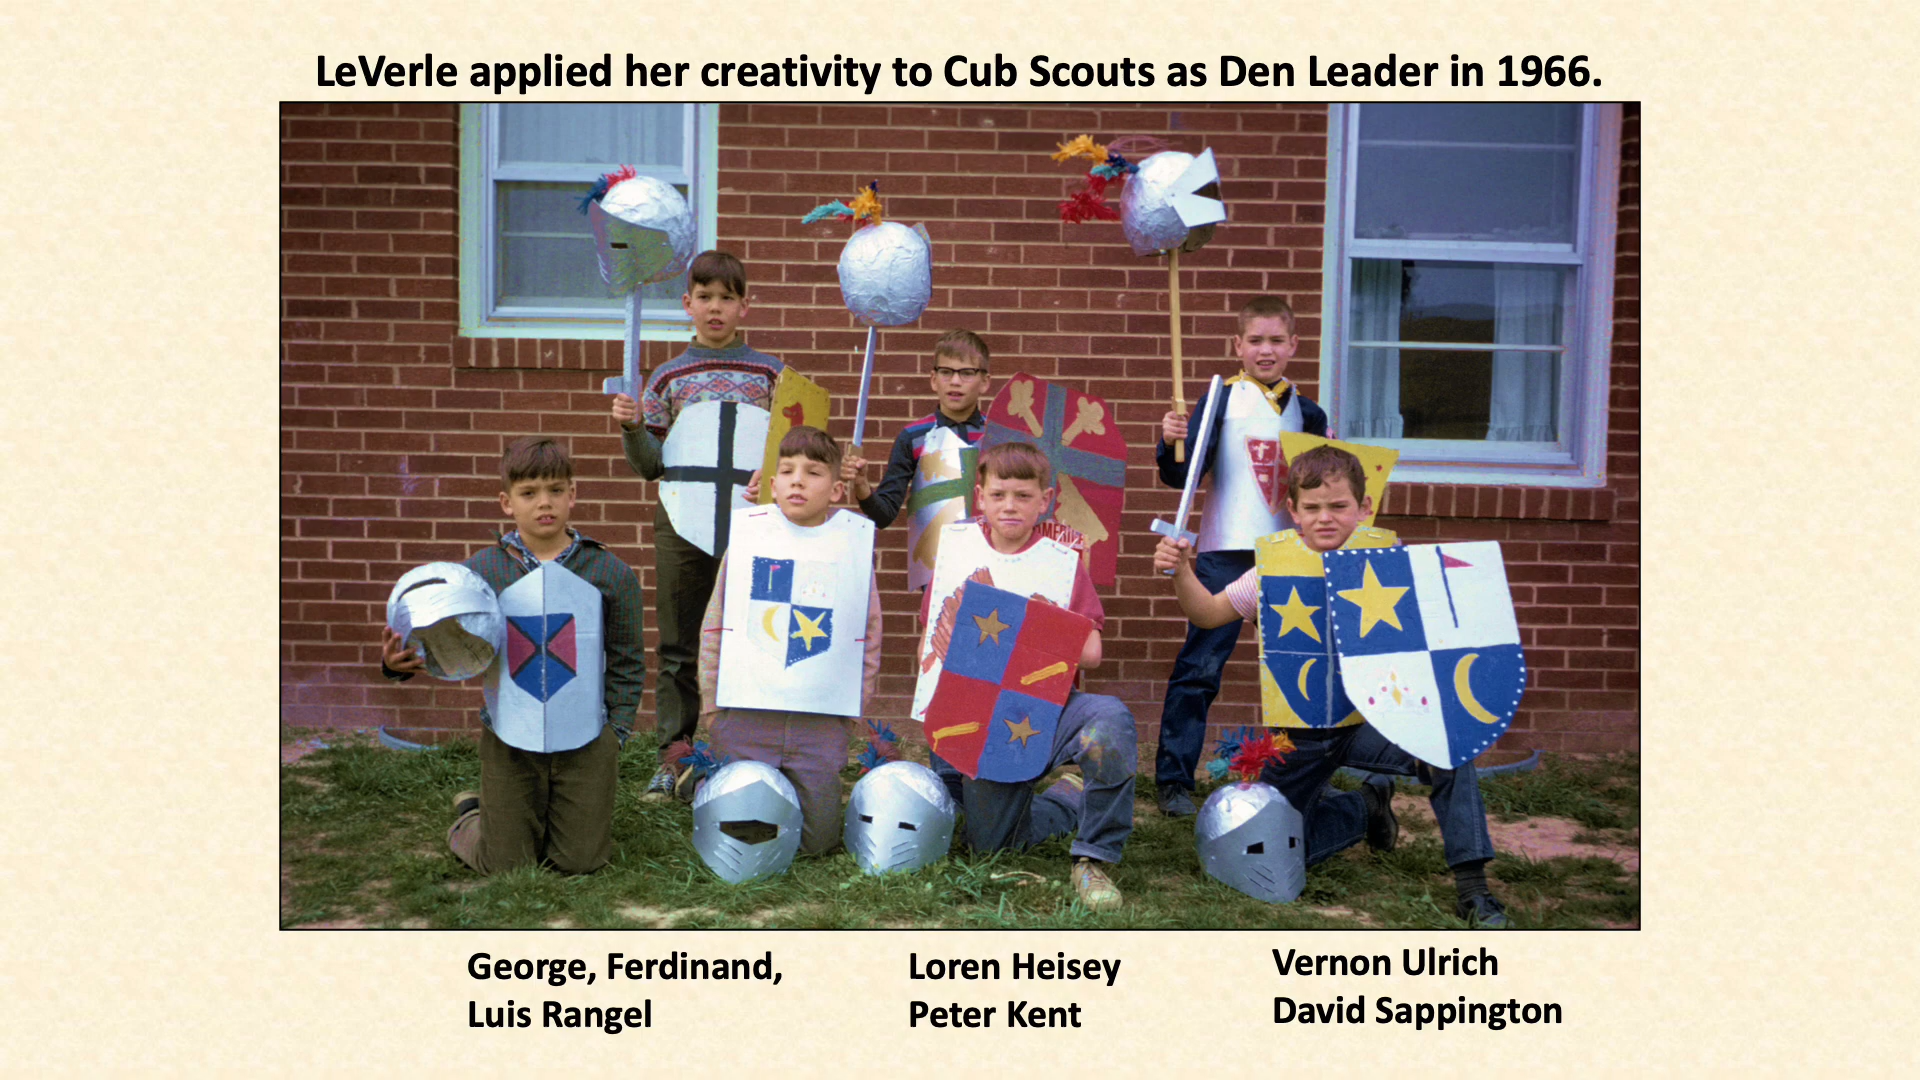 LeVerle applied her creativity to Cub Scouts as Den Leader in 1966.
George, Ferdinand,
Luis Rangel
Loren Heisey
Peter Kent
Vernon Ulrich
David Sappington